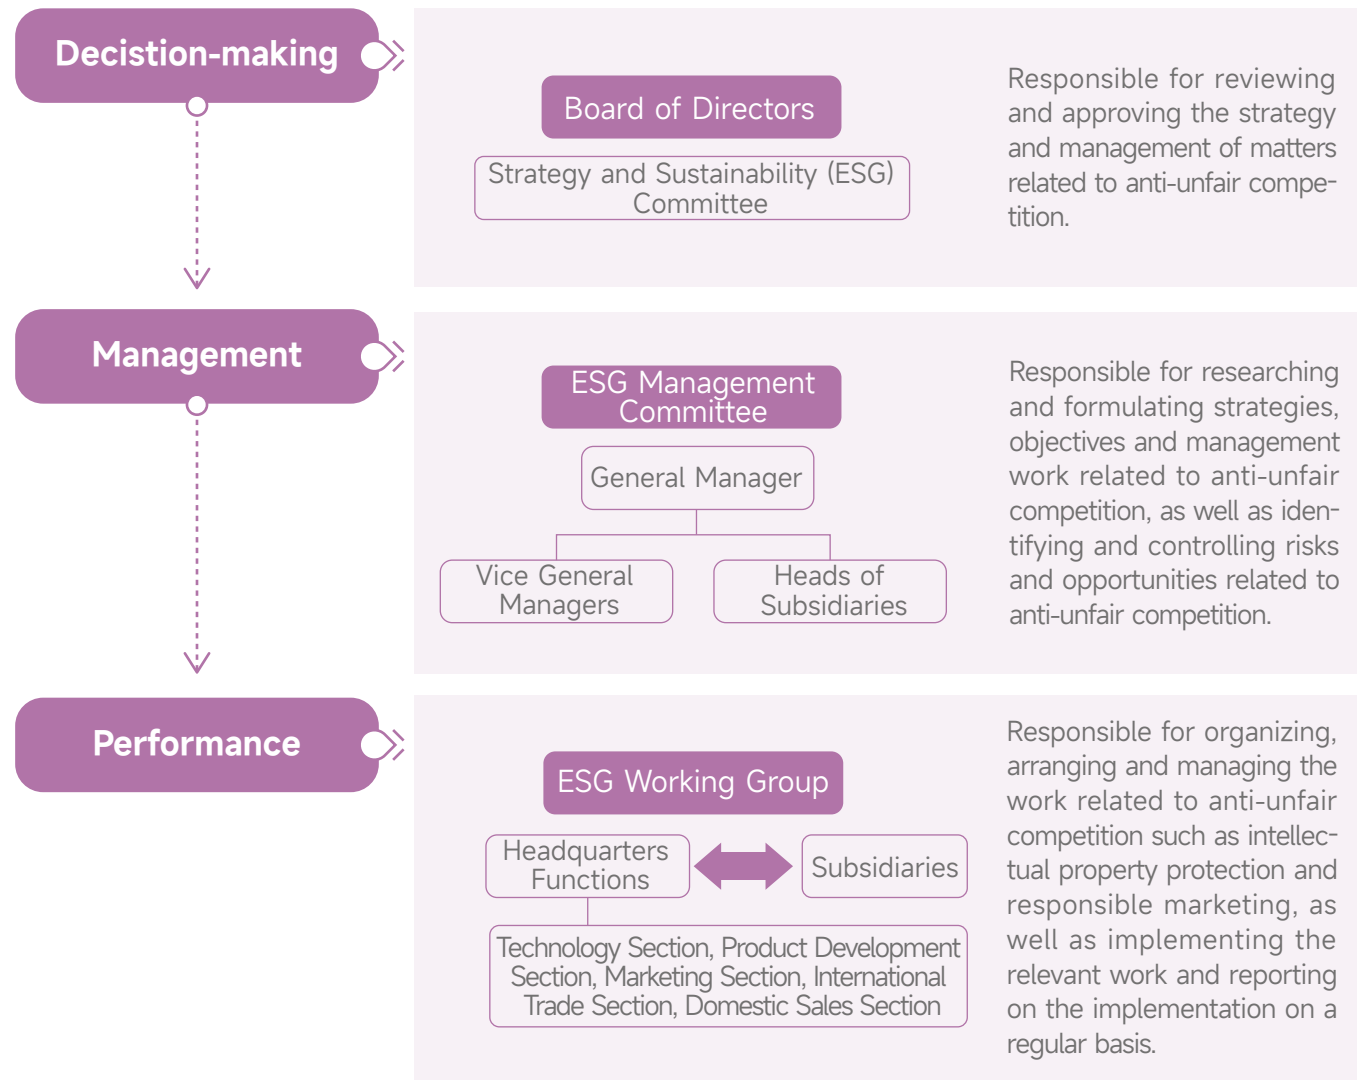 Decistion-making
Board of Directors
Strategy and Sustainability (ESG)
Committee
Responsible for reviewing
and approving the strategy
and management of matters
related to anti-unfair compe-
tition.
Management
ESG Management
Committee
General Manager
Vice General
Managers
Heads of
Subsidiaries
Responsible for researching
and formulating strategies,
objectives and management
work related to anti-unfair
competition, as well as iden-
tifying and controlling risks
and opportunities related to
anti-unfair competition.
Performance
ESG Working Group
Headquarters
Functions
Subsidiaries
Technology Section, Product Development
Section, Marketing Section, International
Trade Section, Domestic Sales Section
Responsible for organizing,
arranging and managing the
work related to anti-unfair
competition such as intellec-
tual property protection and
responsible marketing, as
well as implementing the
relevant work and reporting
on the implementation on a
regular basis.